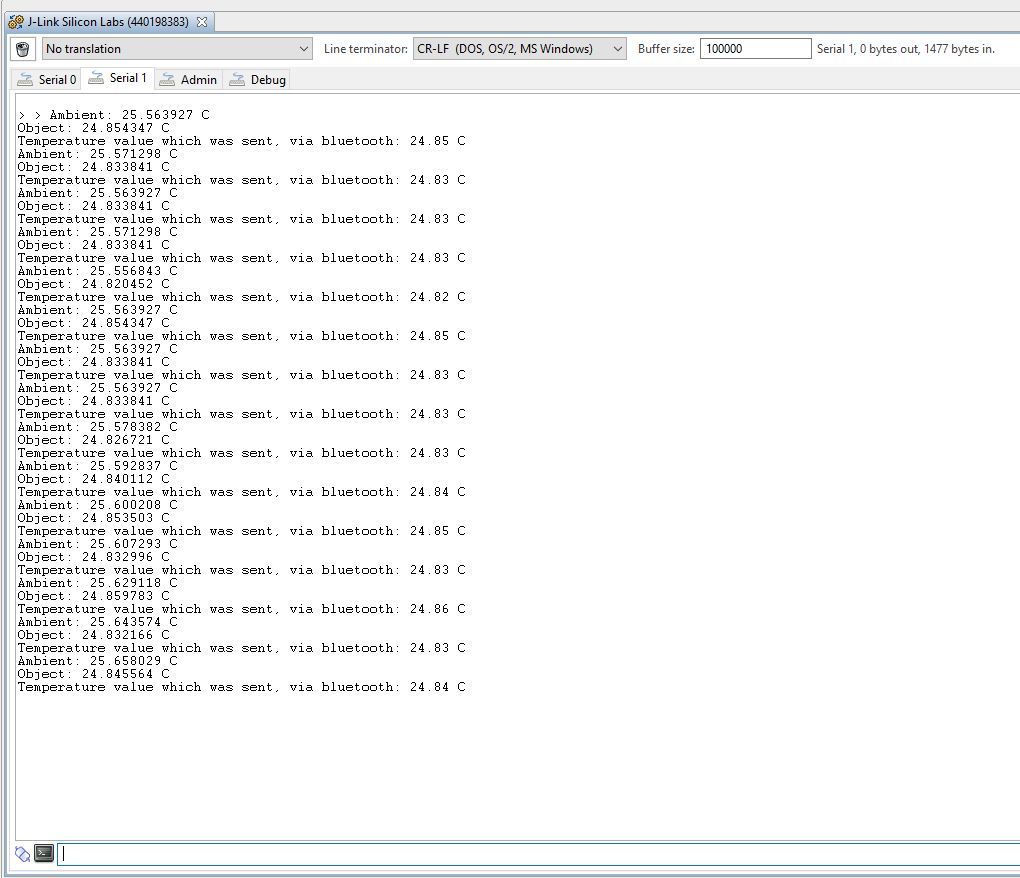 J-Link Silicon Labs (440198383)
No translation Line terminator: CR-LF (DOS, OS/2, MS Windows) Buffer size: 100000 Serial 1, 0 bytes out, 1477 bytes in.
Serial 0 Serial 1 Admin Debug
> > Ambient: 25.563927 C
Object: 24.854347 C
Temperature value which was sent, via bluetooth: 24.85 C
Ambient: 25.571298 C
Object: 24.833841 C
Temperature value which was sent, via bluetooth: 24.83 C
Ambient: 25.563927 C
Object: 24.833841 C
Temperature value which was sent, via bluetooth: 24.83 C
Ambient: 25.571298 C
Object: 24.833841 C
Temperature value which was sent, via bluetooth: 24.83 C
Ambient: 25.556843 C
Object: 24.820452 C
Temperature value which was sent, via bluetooth: 24.82 C
Ambient: 25.563927 C
Object: 24.854347 C
Temperature value which was sent, via bluetooth: 24.85 C
Ambient: 25.563927 C
Object: 24.833841 C
Temperature value which was sent, via bluetooth: 24.83 C
Ambient: 25.563927 C
Object: 24.833841 C
Temperature value which was sent, via bluetooth: 24.83 C
Ambient: 25.578382 C
Object: 24.826721 C
Temperature value which was sent, via bluetooth: 24.83 C
Ambient: 25.592837 C
Object: 24.840112 C
Temperature value which was sent, via bluetooth: 24.84 C
Ambient: 25.600208 C
Object: 24.853503 C
Temperature value which was sent, via bluetooth: 24.85 C
Ambient: 25.607293 C
Object: 24.832996 C
Temperature value which was sent, via bluetooth: 24.83 C
Ambient: 25.629118 C
Object: 24.859783 C
Temperature value which was sent, via bluetooth: 24.86 C
Ambient: 25.643574 C
Object: 24.832166 C
Temperature value which was sent, via bluetooth: 24.83 C
Ambient: 25.658029 C
Object: 24.845564 C
Temperature value which was sent, via bluetooth: 24.84 C